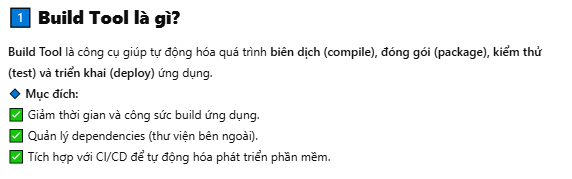 1 Build Tool là gì?
Build Tool là công cụ giúp tự động hóa quá trình biên dịch (compile), đóng gói (package), kiểm thử
(test) và triển khai (deploy) ứng dụng.
🔹 Mục đích:
✅ Giảm thời gian và công sức build ứng dụng.
✅ Quản lý dependencies (thư viện bên ngoài).
✅ Tích hợp với CI/CD để tự động hóa phát triển phần mềm.